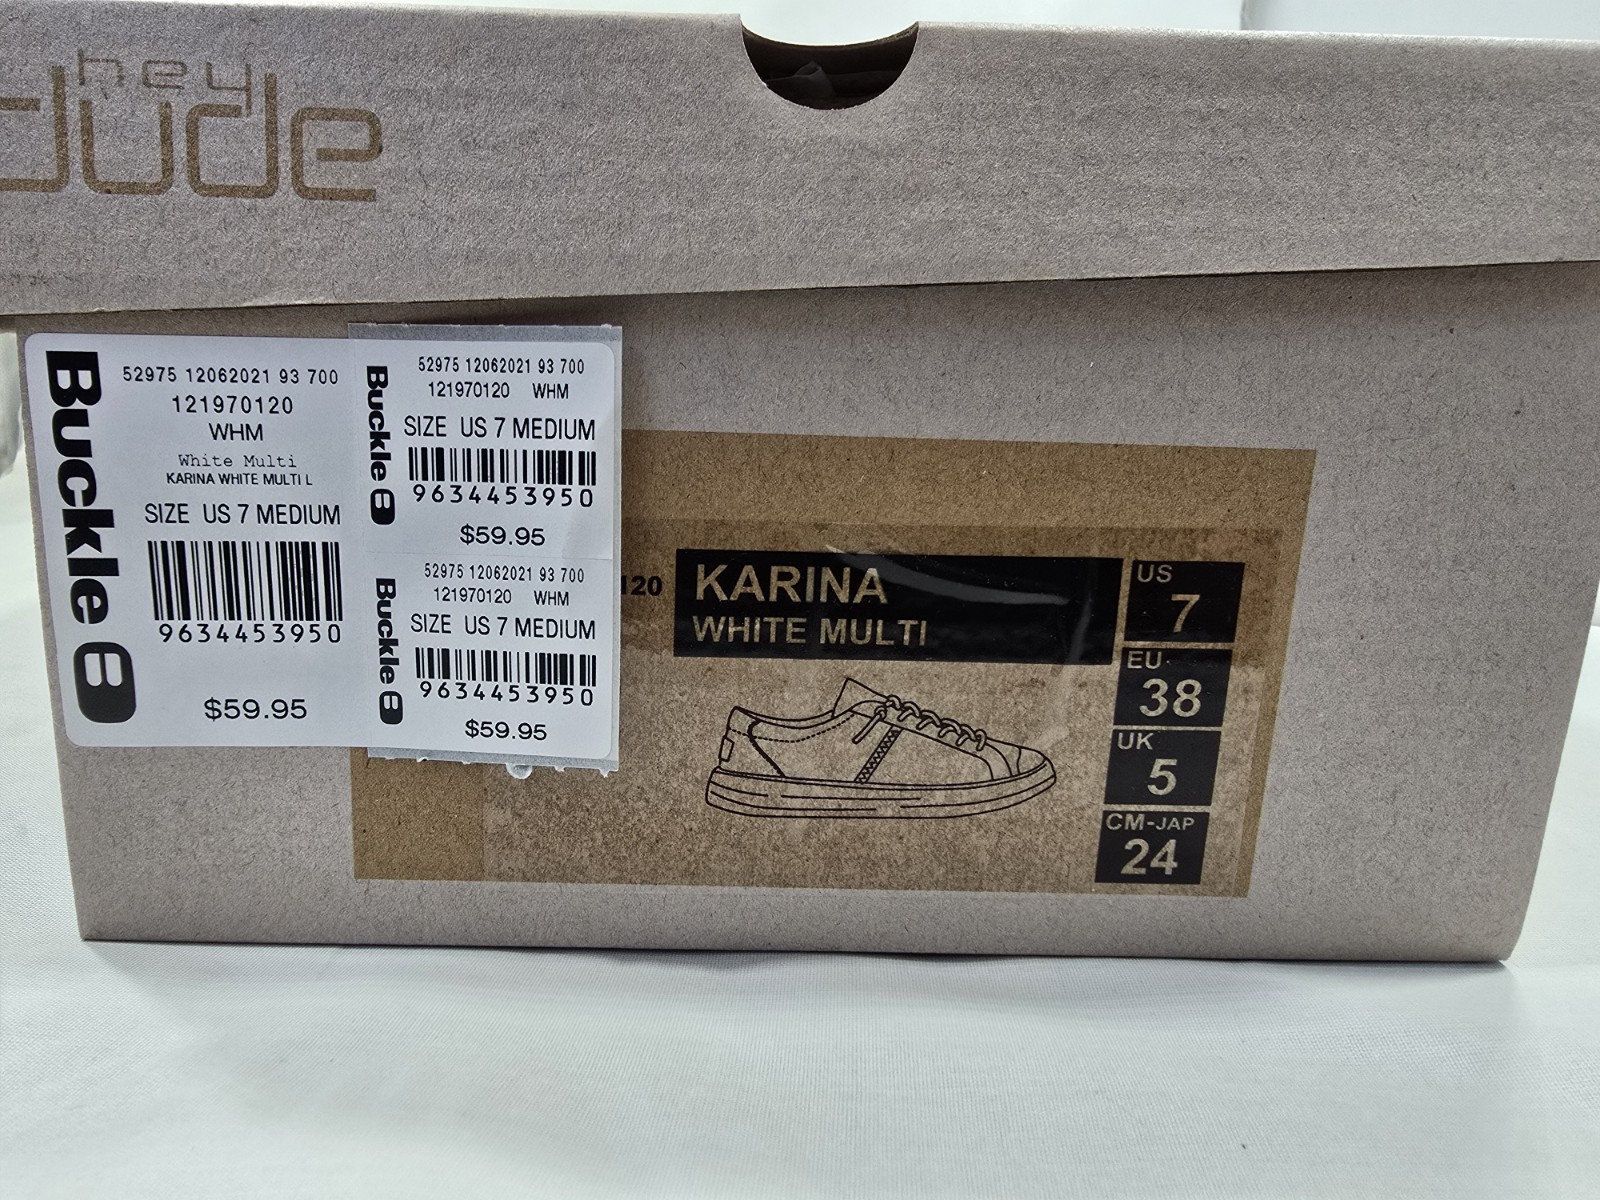 hey
dude
Buckle B
52975 12062021 93 700
121970120
WHM
White Multi
KARINA WHITE MULTI L
SIZE US 7 MEDIUM
9634453950
$59.95
Buckle B
52975 12062021 93 700
121970120 WHM
SIZE US 7 MEDIUM
9634453950
$59.95
Buckle B
52975 12062021 93 700
121970120 WHM
SIZE US 7 MEDIUM
9634453950
$59.95
120
KARINA
WHITE MULTI
US
7
EU
38
UK
5
CM-JAP
24